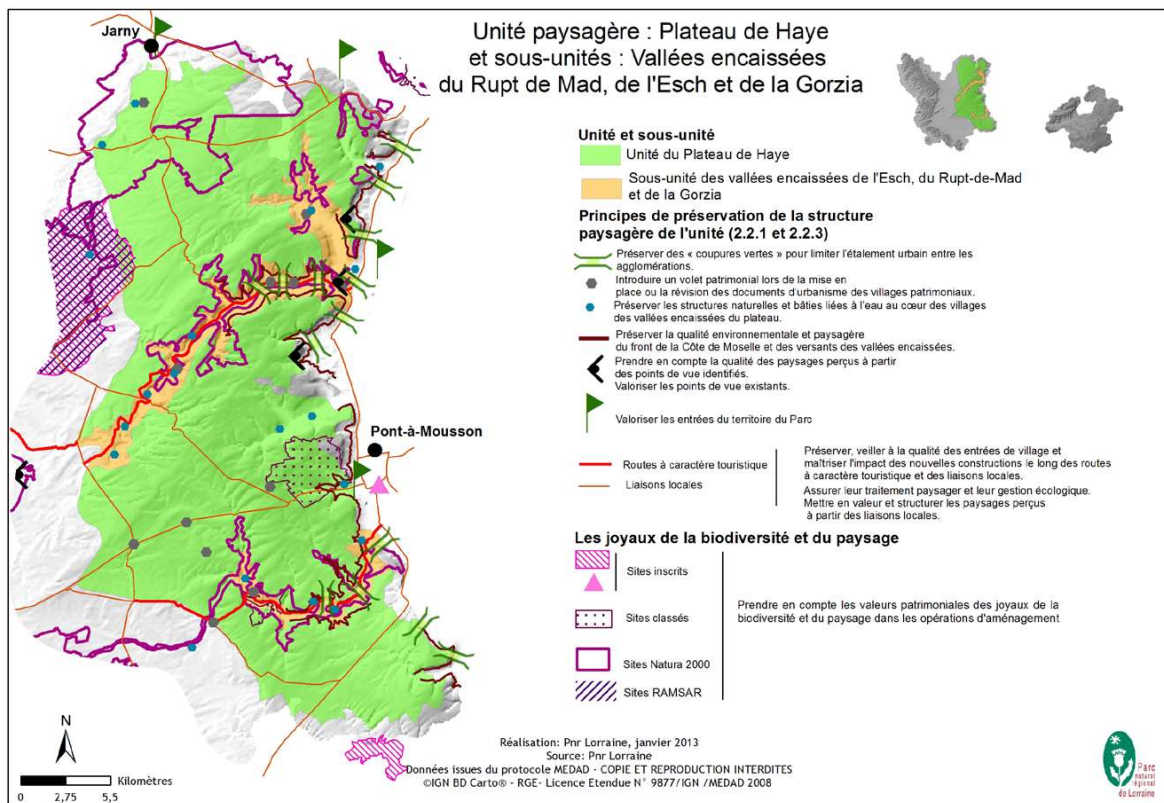 Unité paysagère : Plateau de Haye
et sous-unités : Vallées encaissées
du Rupt de Mad, de l'Esch et de la Gorzia
Jarny
Pont-à-Mousson
Unité et sous-unité
Unité du Plateau de Haye
Sous-unité des vallées encaissées de l'Esch, du Rupt-de-Mad
et de la Gorzia
Principes de préservation de la structure
paysagère de l'unité (2.2.1 et 2.2.3)
Préserver des « coupures vertes » pour limiter l'étalement urbain entre les
agglomérations.
Introduire un volet patrimonial lors de la mise en
place ou la révision des documents d'urbanisme des villages patrimoniaux.
Préserver les structures naturelles et bâties liées à l'eau au cœur des villages
des vallées encaissées du plateau.
Préserver la qualité environnementale et paysagère
du front de la Côte de Moselle et des versants des vallées encaissées.
Prendre en compte la qualité des paysages perçus à partir
des points de vue identifiés.
Valoriser les points de vue existants.
Valoriser les entrées du territoire du Parc
Routes à caractère touristique
Liaisons locales
Préserver, veiller à la qualité des entrées de village et
maîtriser l'impact des nouvelles constructions le long des routes
à caractère touristique et des liaisons locales.
Assurer leur traitement paysager et leur gestion écologique.
Mettre en valeur et structurer les paysages perçus
à partir des liaisons locales.
Les joyaux de la biodiversité et du paysage
Sites inscrits
Sites classés
Sites Natura 2000
Sites RAMSAR
Prendre en compte les valeurs patrimoniales des joyaux de la
biodiversité et du paysage dans les opérations d'aménagement
N
Kilomètres
0 2,75 5,5
Réalisation: Pnr Lorraine, janvier 2013
Source: Pnr Lorraine
Données issues du protocole MEDAD - COPIE ET REPRODUCTION INTERDITES
©IGN BD Carto® - RGE- Licence Etendue N° 9877/IGN /MEDAD 2008
Parc
naturel
régional
de Lorraine